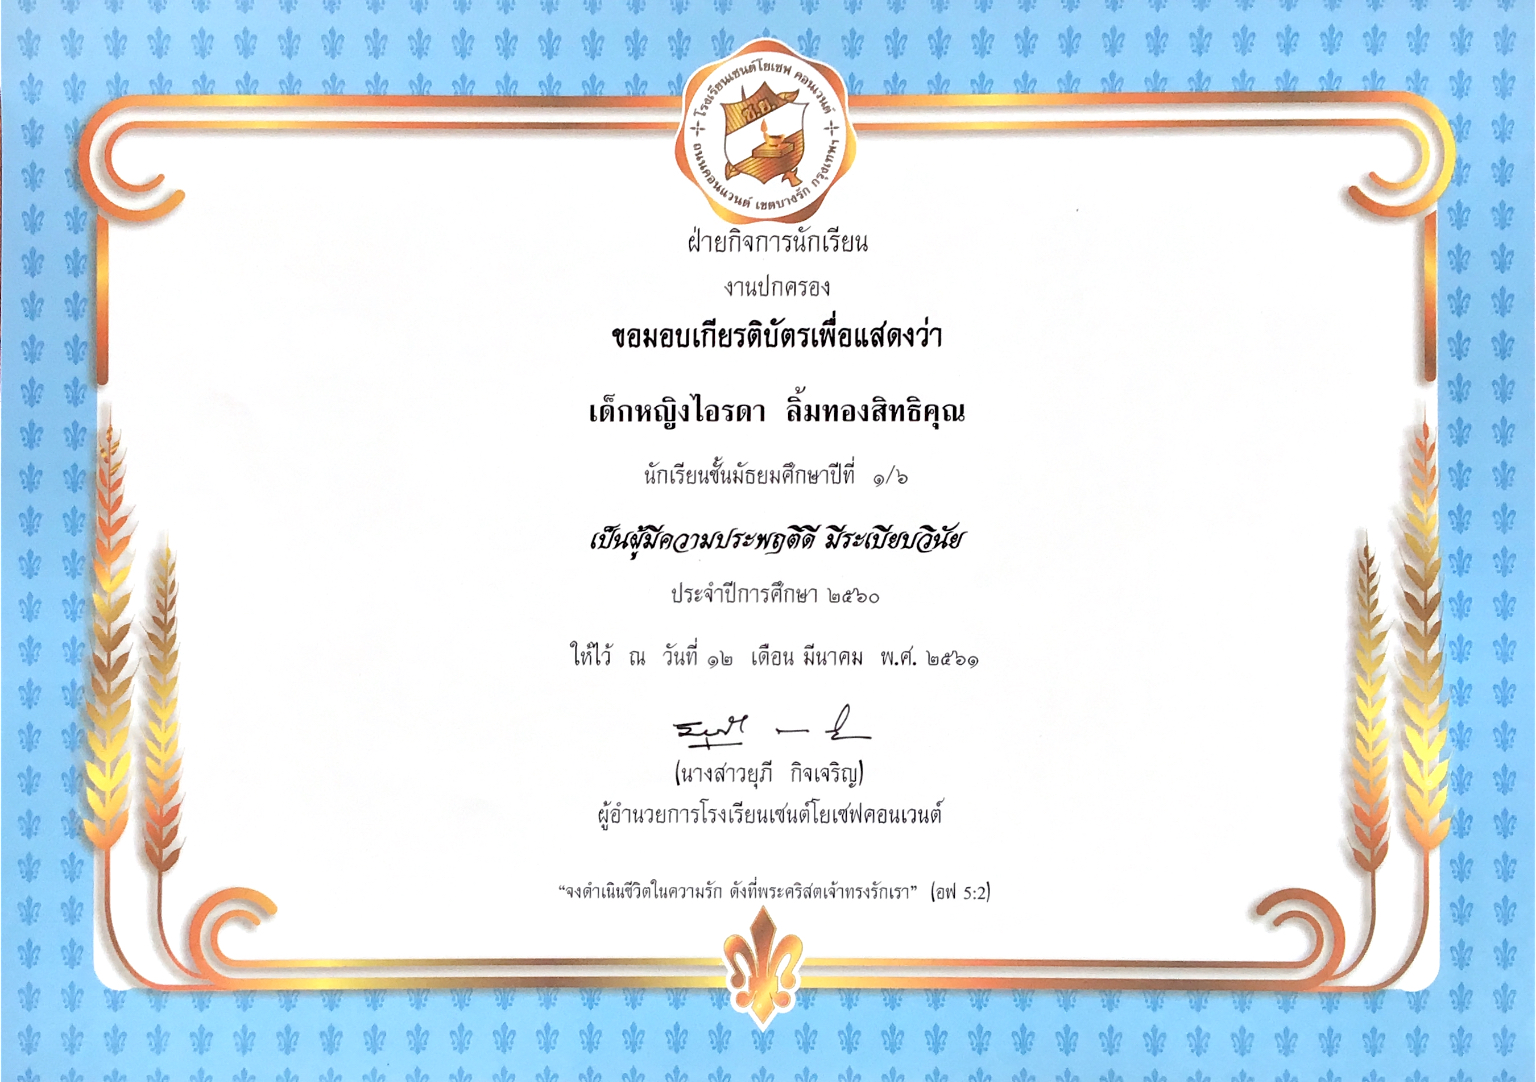 โรงเรียนเซนต์โยเซฟ คอนเวนต์
ซ.ย.
ถนนคอนแวนต์ เขตบางรัก กรุงเทพฯ
ฝ่ายกิจการนักเรียน
งานปกครอง
ขอมอบเกียรติบัตรเพื่อแสดงว่า
เด็กหญิงไอรดา ลิ้มทองสิทธิคุณ
นักเรียนชั้นมัธยมศึกษาปีที่ ๑/๖
เป็นผู้มีความประพฤติดี มีระเบียบวินัย
ประจำปีการศึกษา ๒๕๖๐
ให้ไว้ ณ วันที่ ๑๒ เดือน มีนาคม พ.ศ. ๒๕๖๑
(นางสาวยุภี กิจเจริญ)
ผู้อำนวยการโรงเรียนเซนต์โยเซฟคอนเวนต์
“จงดำเนินชีวิตในความรัก ดังที่พระคริสตเจ้าทรงรักเรา” (อฟ 5:2)